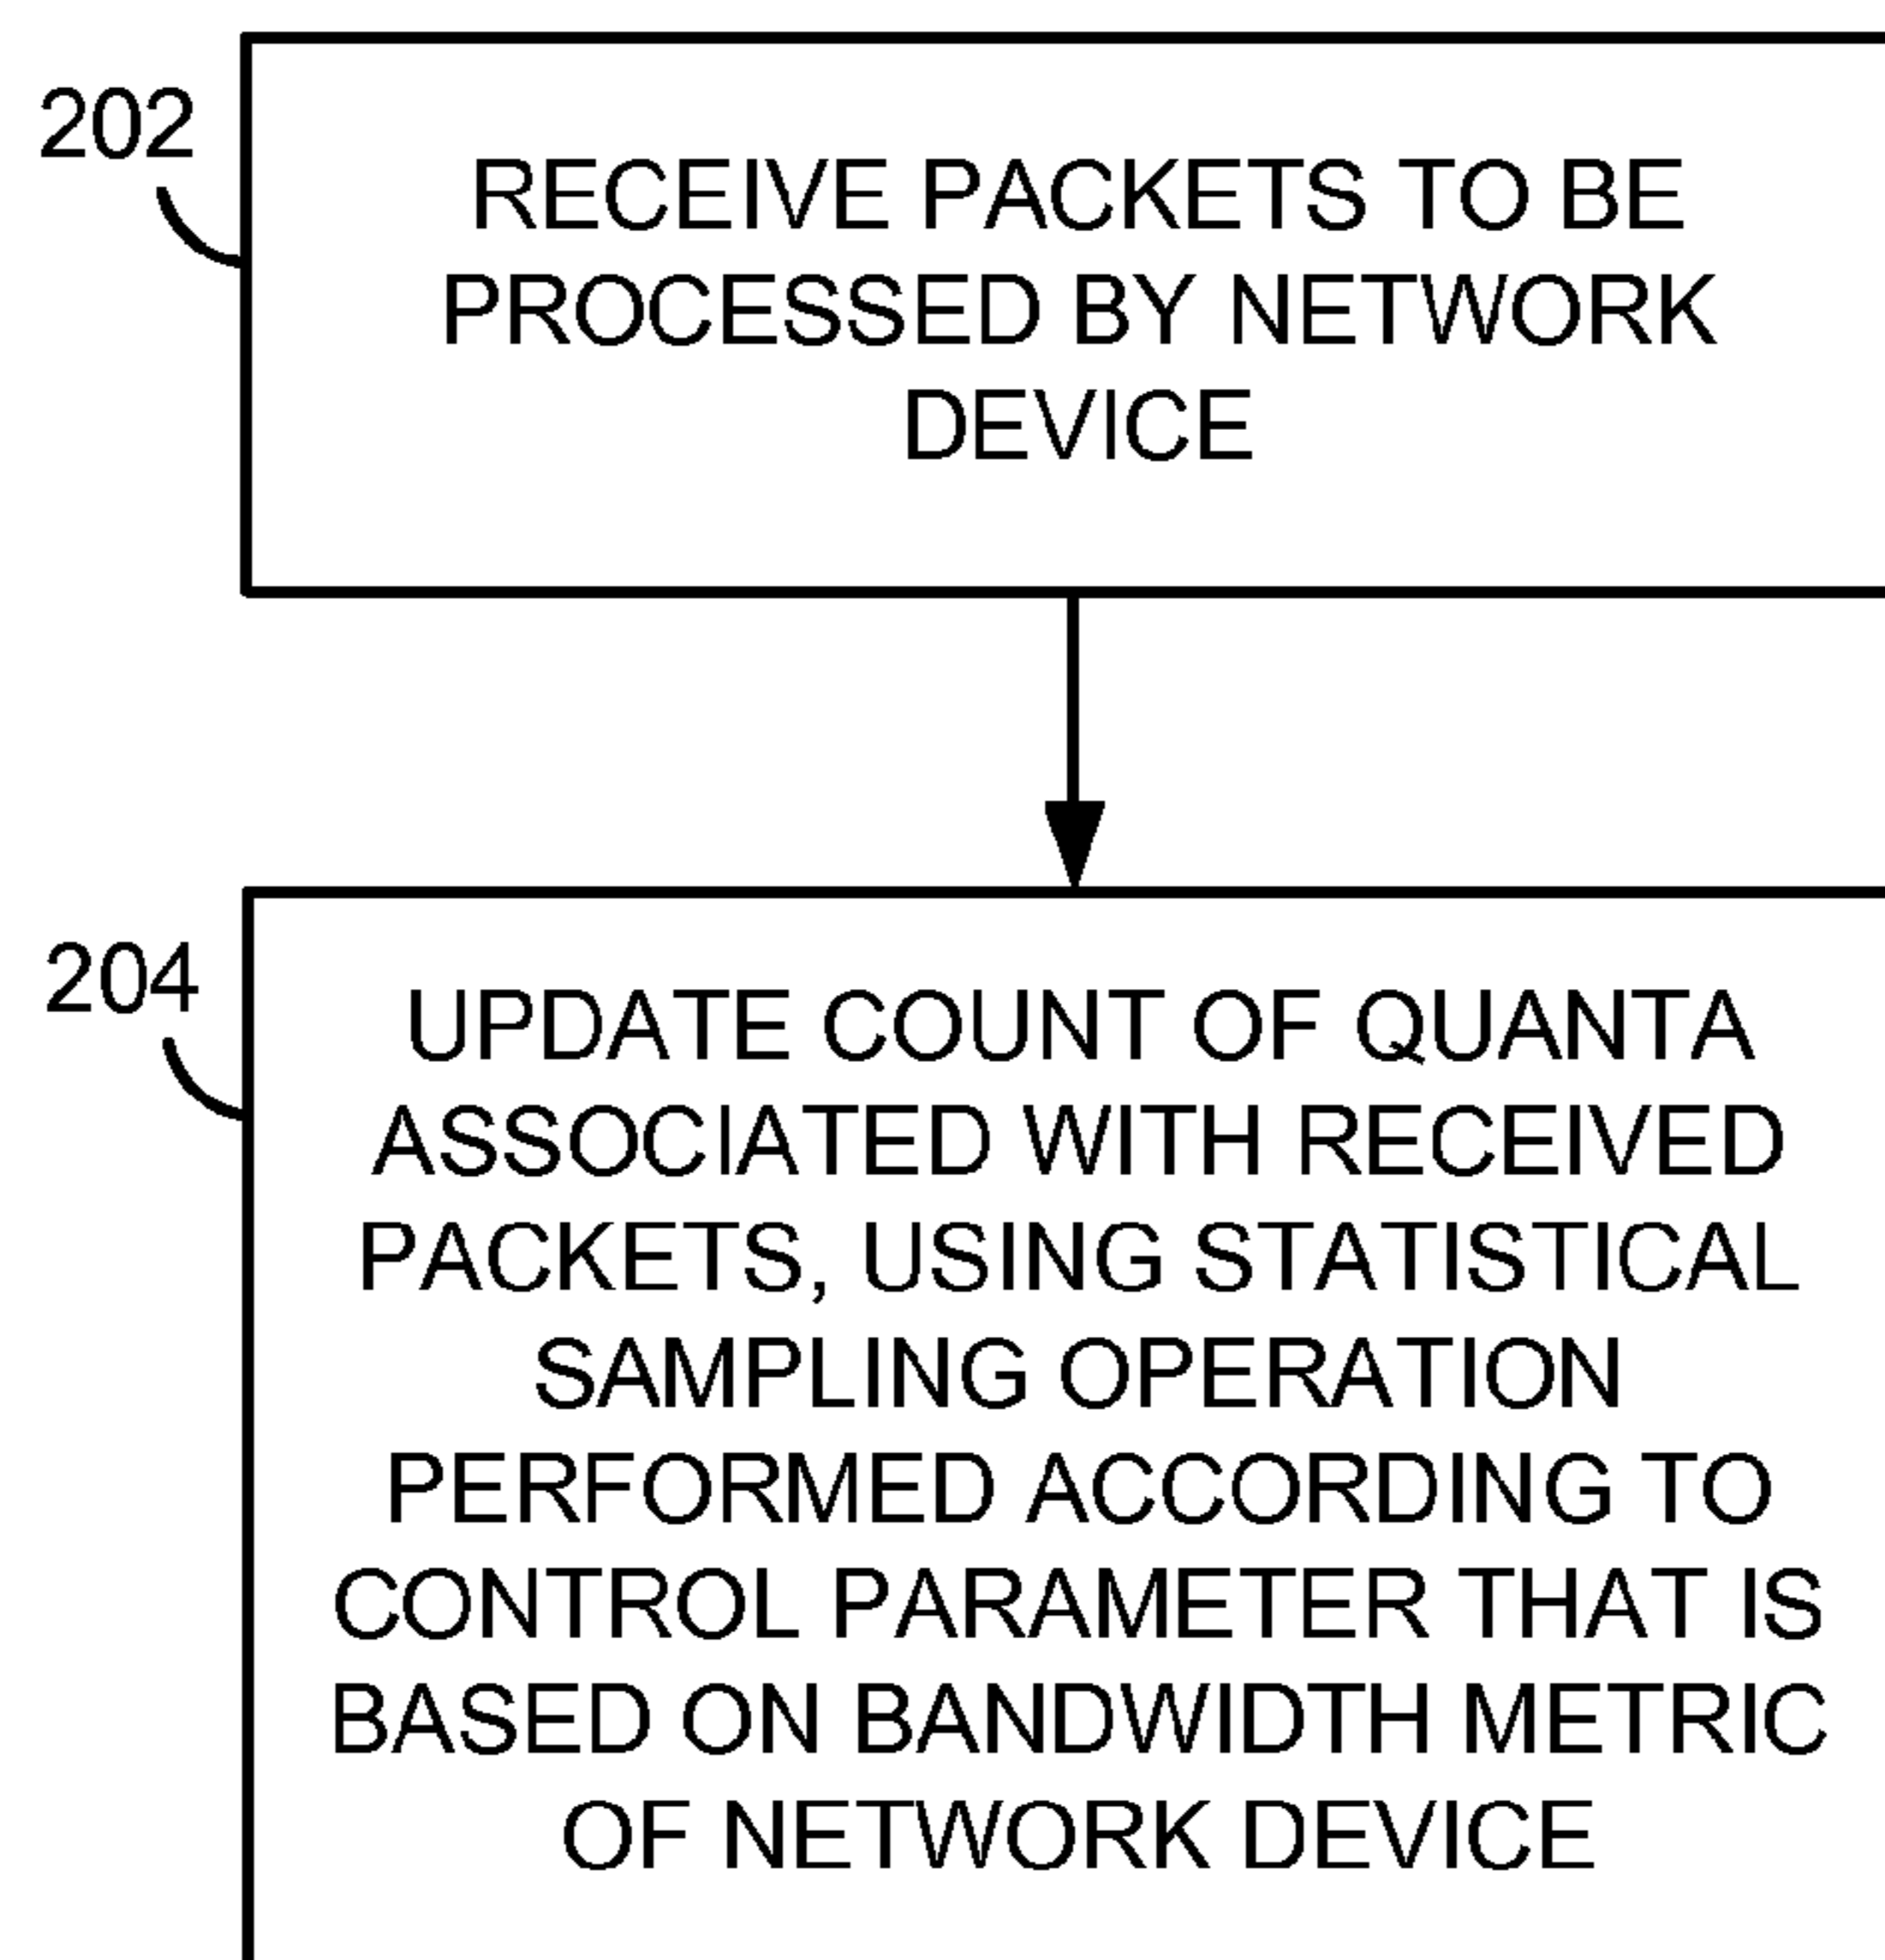 202
RECEIVE PACKETS TO BE
PROCESSED BY NETWORK
DEVICE
204
UPDATE COUNT OF QUANTA
ASSOCIATED WITH RECEIVED
PACKETS, USING STATISTICAL
SAMPLING OPERATION
PERFORMED ACCORDING TO
CONTROL PARAMETER THAT IS
BASED ON BANDWIDTH METRIC
OF NETWORK DEVICE